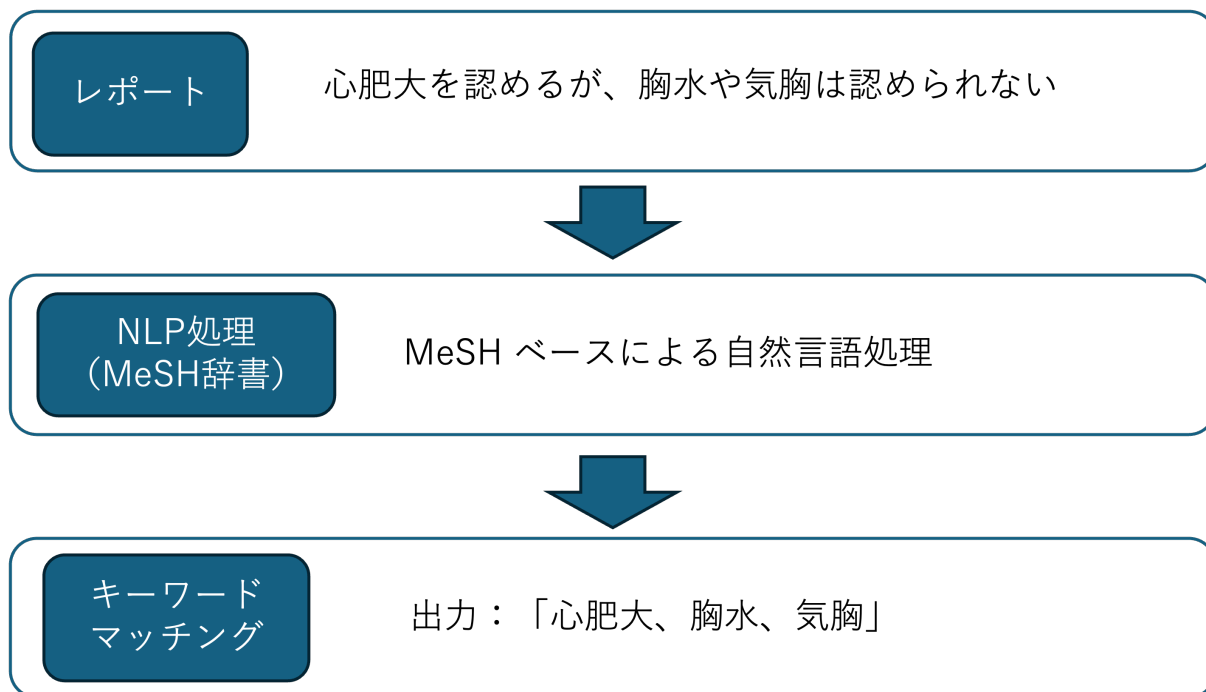 レポート
心肥大を認めるが、胸水や気胸は認められない
NLP処理
（MeSH辞書）
MeSH ベースによる自然言語処理
キーワード
マッチング
出力：「心肥大、胸水、気胸」